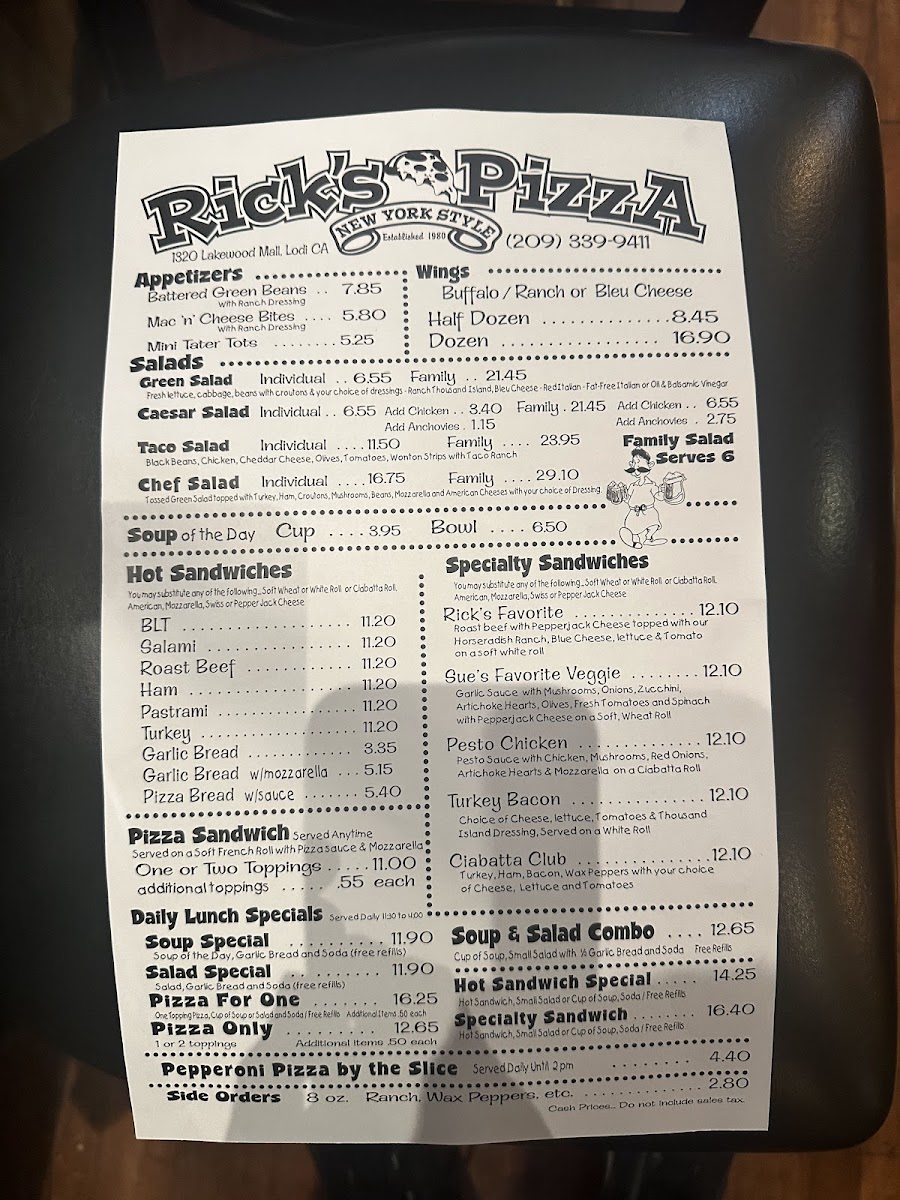 Rick's Pizza
NEW YORK STYLE
Established 1980
1320 Lakewood Mall, Lodi CA
(209) 339-9411
Appetizers
Battered Green Beans .. 7.85
With Ranch Dressing
Mac 'n' Cheese Bites .... 5.80
With Ranch Dressing
Mini Tater Tots ........ 5.25
Wings
Buffalo / Ranch or Bleu Cheese
Half Dozen ............. 8.45
Dozen ................. 16.90
Salads
Green Salad Individual .. 6.55 Family .. 21.45
Fresh lettuce, cabbage, beans with croutons & your choice of dressings - Ranch Thousand Island, Bleu Cheese - Red Italian - Fat-Free Italian or Oil & Balsamic Vinegar
Caesar Salad Individual .. 6.55 Add Chicken .. 3.40 Family . 21.45 Add Chicken .. 6.55
Add Anchovies . 1.15 Add Anchovies . 2.75
Taco Salad Individual .... 11.50 Family .... 23.95
Black Beans, Chicken, Cheddar Cheese, Olives, Tomatoes, Wonton Strips with Taco Ranch
Family Salad
Serves 6
Chef Salad Individual .... 16.75 Family .... 29.10
Tossed Green Salad topped with Turkey, Ham, Croutons, Mushrooms, Beans, Mozzarella and American Cheeses with your choice of Dressing.
Soup of the Day Cup .... 3.95 Bowl .... 6.50
Hot Sandwiches
You may substitute any of the following...Soft Wheat or White Roll or Ciabatta Roll.
American, Mozzarella, Swiss or Pepper Jack Cheese
BLT .................... 11.20
Salami .................. 11.20
Roast Beef ............ 11.20
Ham ................... 11.20
Pastrami ................. 11.20
Turkey ................... 11.20
Garlic Bread ............ 3.35
Garlic Bread w/mozzarella ... 5.15
Pizza Bread w/sauce ....... 5.40
Specialty Sandwiches
You may substitute any of the following...Soft Wheat or White Roll or Ciabatta Roll.
American, Mozzarella, Swiss or Pepper Jack Cheese
Rick's Favorite .............. 12.10
Roast beef with Pepperjack Cheese topped with our
Horseradish Ranch, Blue Cheese, lettuce & Tomato
on a soft white roll
Sue's Favorite Veggie ........ 12.10
Garlic Sauce with Mushrooms, Onions, Zucchini,
Artichoke Hearts, Olives, Fresh Tomatoes and Spinach
with Pepperjack Cheese on a Soft, Wheat Roll
Pesto Chicken .............. 12.10
Pesto Sauce with Chicken, Mushrooms, Red Onions,
Artichoke Hearts & Mozzarella on a Ciabatta Roll
Turkey Bacon ............... 12.10
Choice of Cheese, lettuce, Tomatoes & Thousand
Island Dressing, Served on a White Roll
Ciabatta Club ............... 12.10
Turkey, Ham, Bacon, Wax Peppers with your choice
of Cheese, Lettuce and Tomatoes
Pizza Sandwich Served Anytime
Served on a Soft French Roll with Pizza sauce & Mozzarella
One or Two Toppings ..... 11.00
additional toppings ..... .55 each
Daily Lunch Specials Served Daily 11:30 to 4:00
Soup Special .......... 11.90
Soup of the Day, Garlic Bread and Soda (free refills)
Salad Special .......... 11.90
Salad, Garlic Bread and Soda (free refills)
Pizza For One ....... 16.25
One Topping Pizza, Cup of Soup or Salad and Soda / Free Refills Additional Items .50 each
Pizza Only ......... 12.65
1 or 2 toppings Additional Items .50 each
Soup & Salad Combo .... 12.65
Cup of Soup, Small Salad with ½ Garlic Bread and Soda Free Refills
Hot Sandwich Special ..... 14.25
Hot Sandwich, Small Salad or Cup of Soup, Soda / Free Refills
Specialty Sandwich ....... 16.40
Hot Sandwich, Small Salad or Cup of Soup, Soda / Free Refills
Pepperoni Pizza by the Slice Served Daily Until 2 pm ........ 4.40
Side Orders 8 oz. Ranch, Wax Peppers, etc. .............. 2.80
Cash Prices... Do not include sales tax.